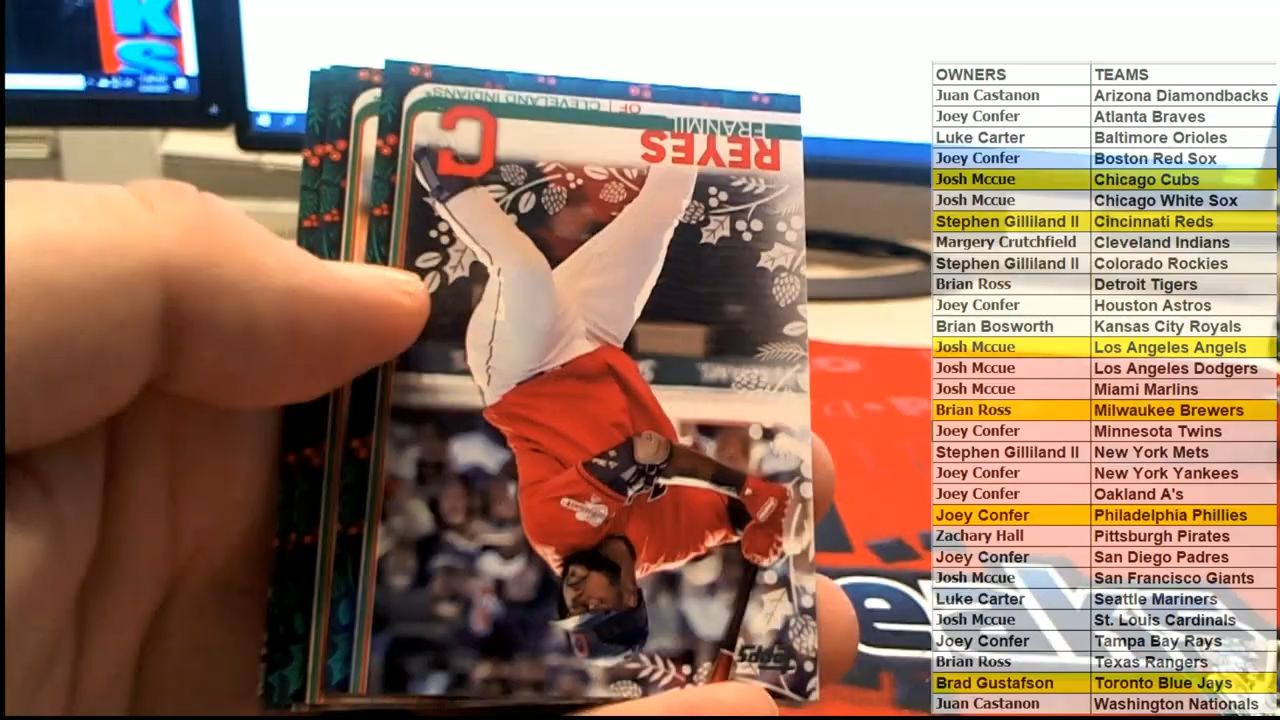 KS
OF | CLEVELAND INDIANS
FRANMIL
REYES
C
Topps
OWNERS TEAMS
Juan Castanon Arizona Diamondbacks
Joey Confer Atlanta Braves
Luke Carter Baltimore Orioles
Joey Confer Boston Red Sox
Josh Mccue Chicago Cubs
Josh Mccue Chicago White Sox
Stephen Gilliland II Cincinnati Reds
Margery Crutchfield Cleveland Indians
Stephen Gilliland II Colorado Rockies
Brian Ross Detroit Tigers
Joey Confer Houston Astros
Brian Bosworth Kansas City Royals
Josh Mccue Los Angeles Angels
Josh Mccue Los Angeles Dodgers
Josh Mccue Miami Marlins
Brian Ross Milwaukee Brewers
Joey Confer Minnesota Twins
Stephen Gilliland II New York Mets
Joey Confer New York Yankees
Joey Confer Oakland A's
Joey Confer Philadelphia Phillies
Zachary Hall Pittsburgh Pirates
Joey Confer San Diego Padres
Josh Mccue San Francisco Giants
Luke Carter Seattle Mariners
Josh Mccue St. Louis Cardinals
Joey Confer Tampa Bay Rays
Brian Ross Texas Rangers
Brad Gustafson Toronto Blue Jays
Juan Castanon Washington Nationals